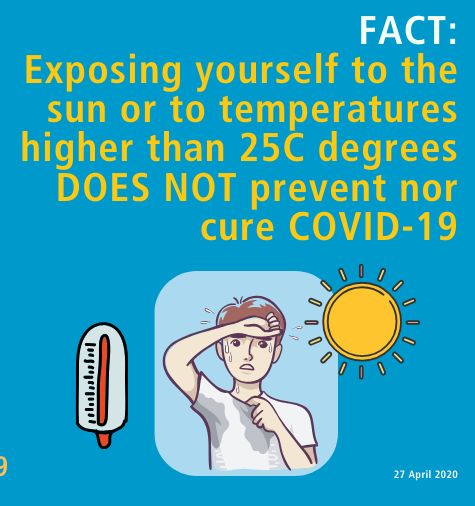 FACT:
Exposing yourself to the
sun or to temperatures
higher than 25C degrees
DOES NOT prevent nor
cure COVID-19
9
27 April 2020